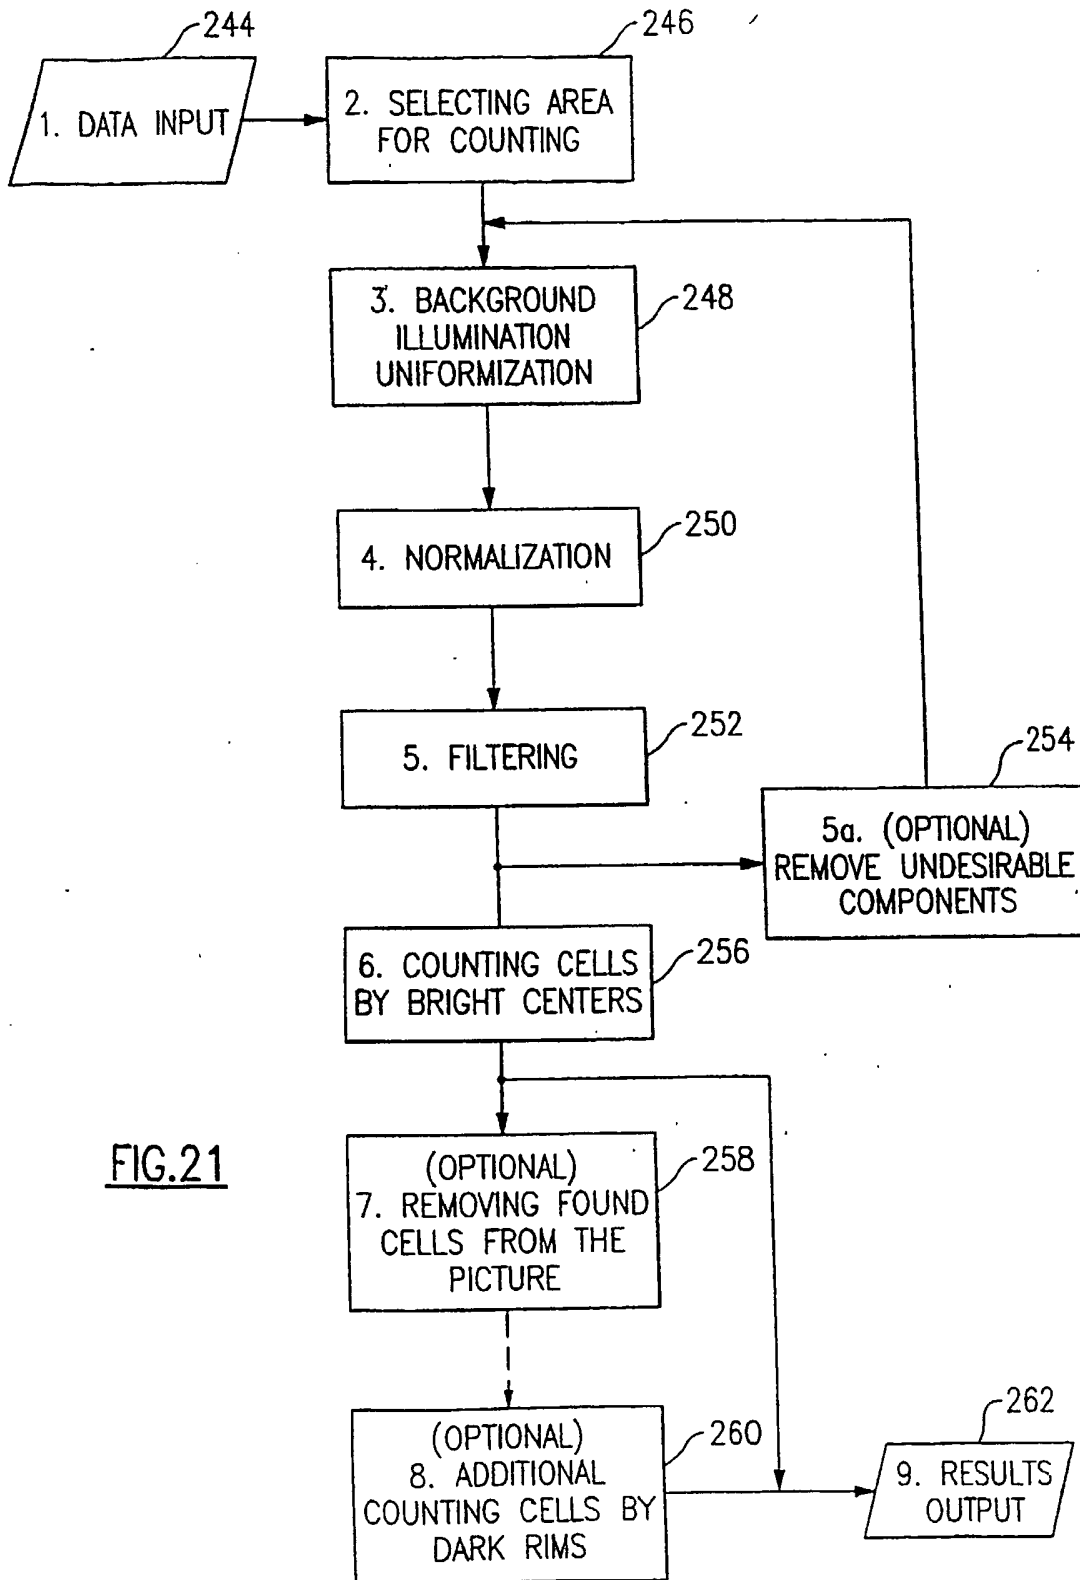 244
1. DATA INPUT
246
2. SELECTING AREA
FOR COUNTING
3. BACKGROUND
ILLUMINATION
UNIFORMIZATION
248
4. NORMALIZATION
250
5. FILTERING
252
254
5a. (OPTIONAL)
REMOVE UNDESIRABLE
COMPONENTS
6. COUNTING CELLS
BY BRIGHT CENTERS
256
FIG.21
(OPTIONAL)
7. REMOVING FOUND
CELLS FROM THE
PICTURE
258
(OPTIONAL)
8. ADDITIONAL
COUNTING CELLS BY
DARK RIMS
260
262
9. RESULTS
OUTPUT